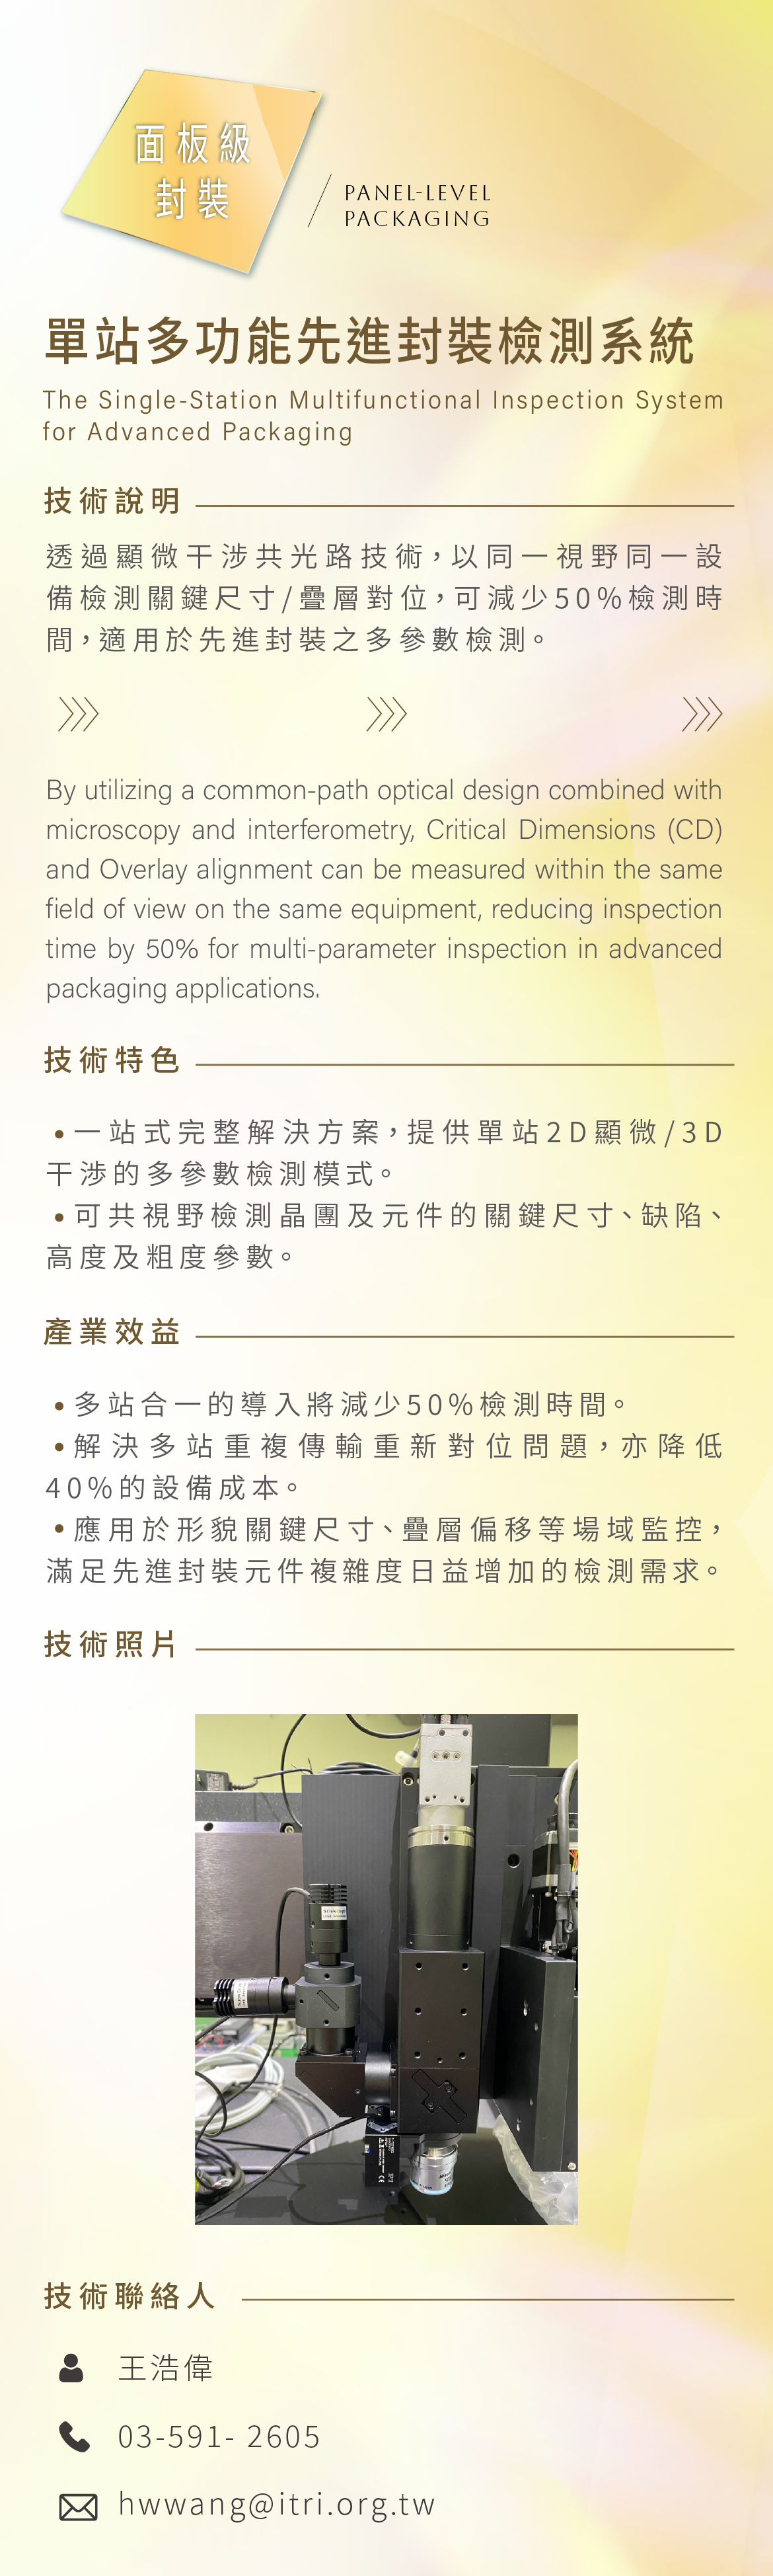 面板級
封裝
PANEL-LEVEL
PACKAGING
單站多功能先進封裝檢測系統
The Single-Station Multifunctional Inspection System
for Advanced Packaging
技術說明
透過顯微干涉共光路技術，以同一視野同一設
備檢測關鍵尺寸/疊層對位，可減少50%檢測時
間，適用於先進封裝之多參數檢測。
By utilizing a common-path optical design combined with
microscopy and interferometry, Critical Dimensions (CD)
and Overlay alignment can be measured within the same
field of view on the same equipment, reducing inspection
time by 50% for multi-parameter inspection in advanced
packaging applications.
技術特色
•一站式完整解決方案，提供單站2D顯微/3D
干涉的多參數檢測模式。
•可共視野檢測晶圓及元件的關鍵尺寸、缺陷、
高度及粗度參數。
產業效益
•多站合一的導入將減少50%檢測時間。
•解決多站重複傳輸重新對位問題，亦降低
40%的設備成本。
•應用於形貌關鍵尺寸、疊層偏移等場域監控，
滿足先進封裝元件複雜度日益增加的檢測需求。
技術照片
技術聯絡人
王浩偉
03-591- 2605
hwwang@itri.org.tw